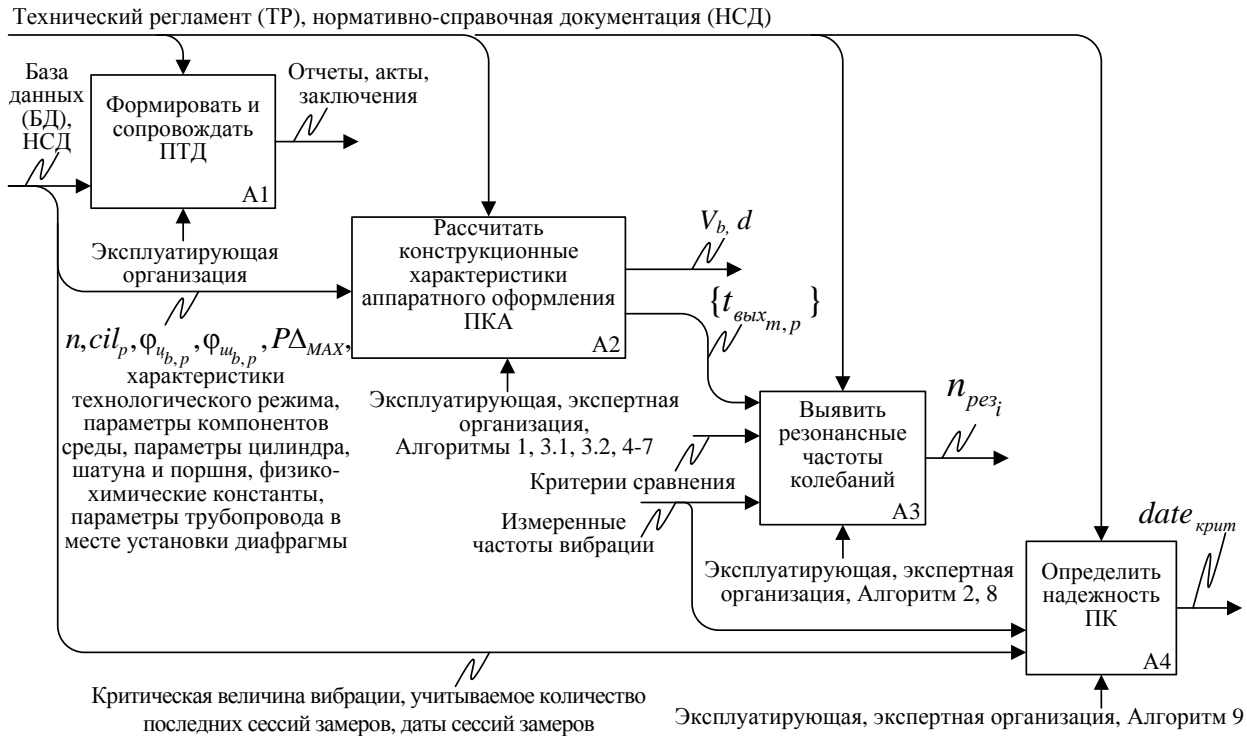 Технический регламент (ТР), нормативно-справочная документация (НСД)
База
данных
(БД),
НСД
Формировать и
сопровождать
ПТД
А1
Отчеты, акты,
заключения
Эксплуатирующая
организация
Рассчитать
конструкционные
характеристики
аппаратного оформления
ПКА
А2
V_b, d
{t_{вых_{m, p}}}
n, cil_p, φ_{ц_{b, p}}, φ_{ш_{b, p}}, PΔ_{MAX},
характеристики
технологического режима,
параметры компонентов
среды, параметры цилиндра,
шатуна и поршня, физико-
химические константы,
параметры трубопровода в
месте установки диафрагмы
Эксплуатирующая, экспертная
организация,
Алгоритмы 1, 3.1, 3.2, 4-7
Критерии сравнения
Измеренные
частоты вибрации
Выявить
резонансные
частоты
колебаний
А3
n_{рез_i}
Эксплуатирующая, экспертная
организация, Алгоритм 2, 8
Определить
надежность
ПК
А4
date_{крит}
Критическая величина вибрации, учитываемое количество
последних сессий замеров, даты сессий замеров
Эксплуатирующая, экспертная организация, Алгоритм 9